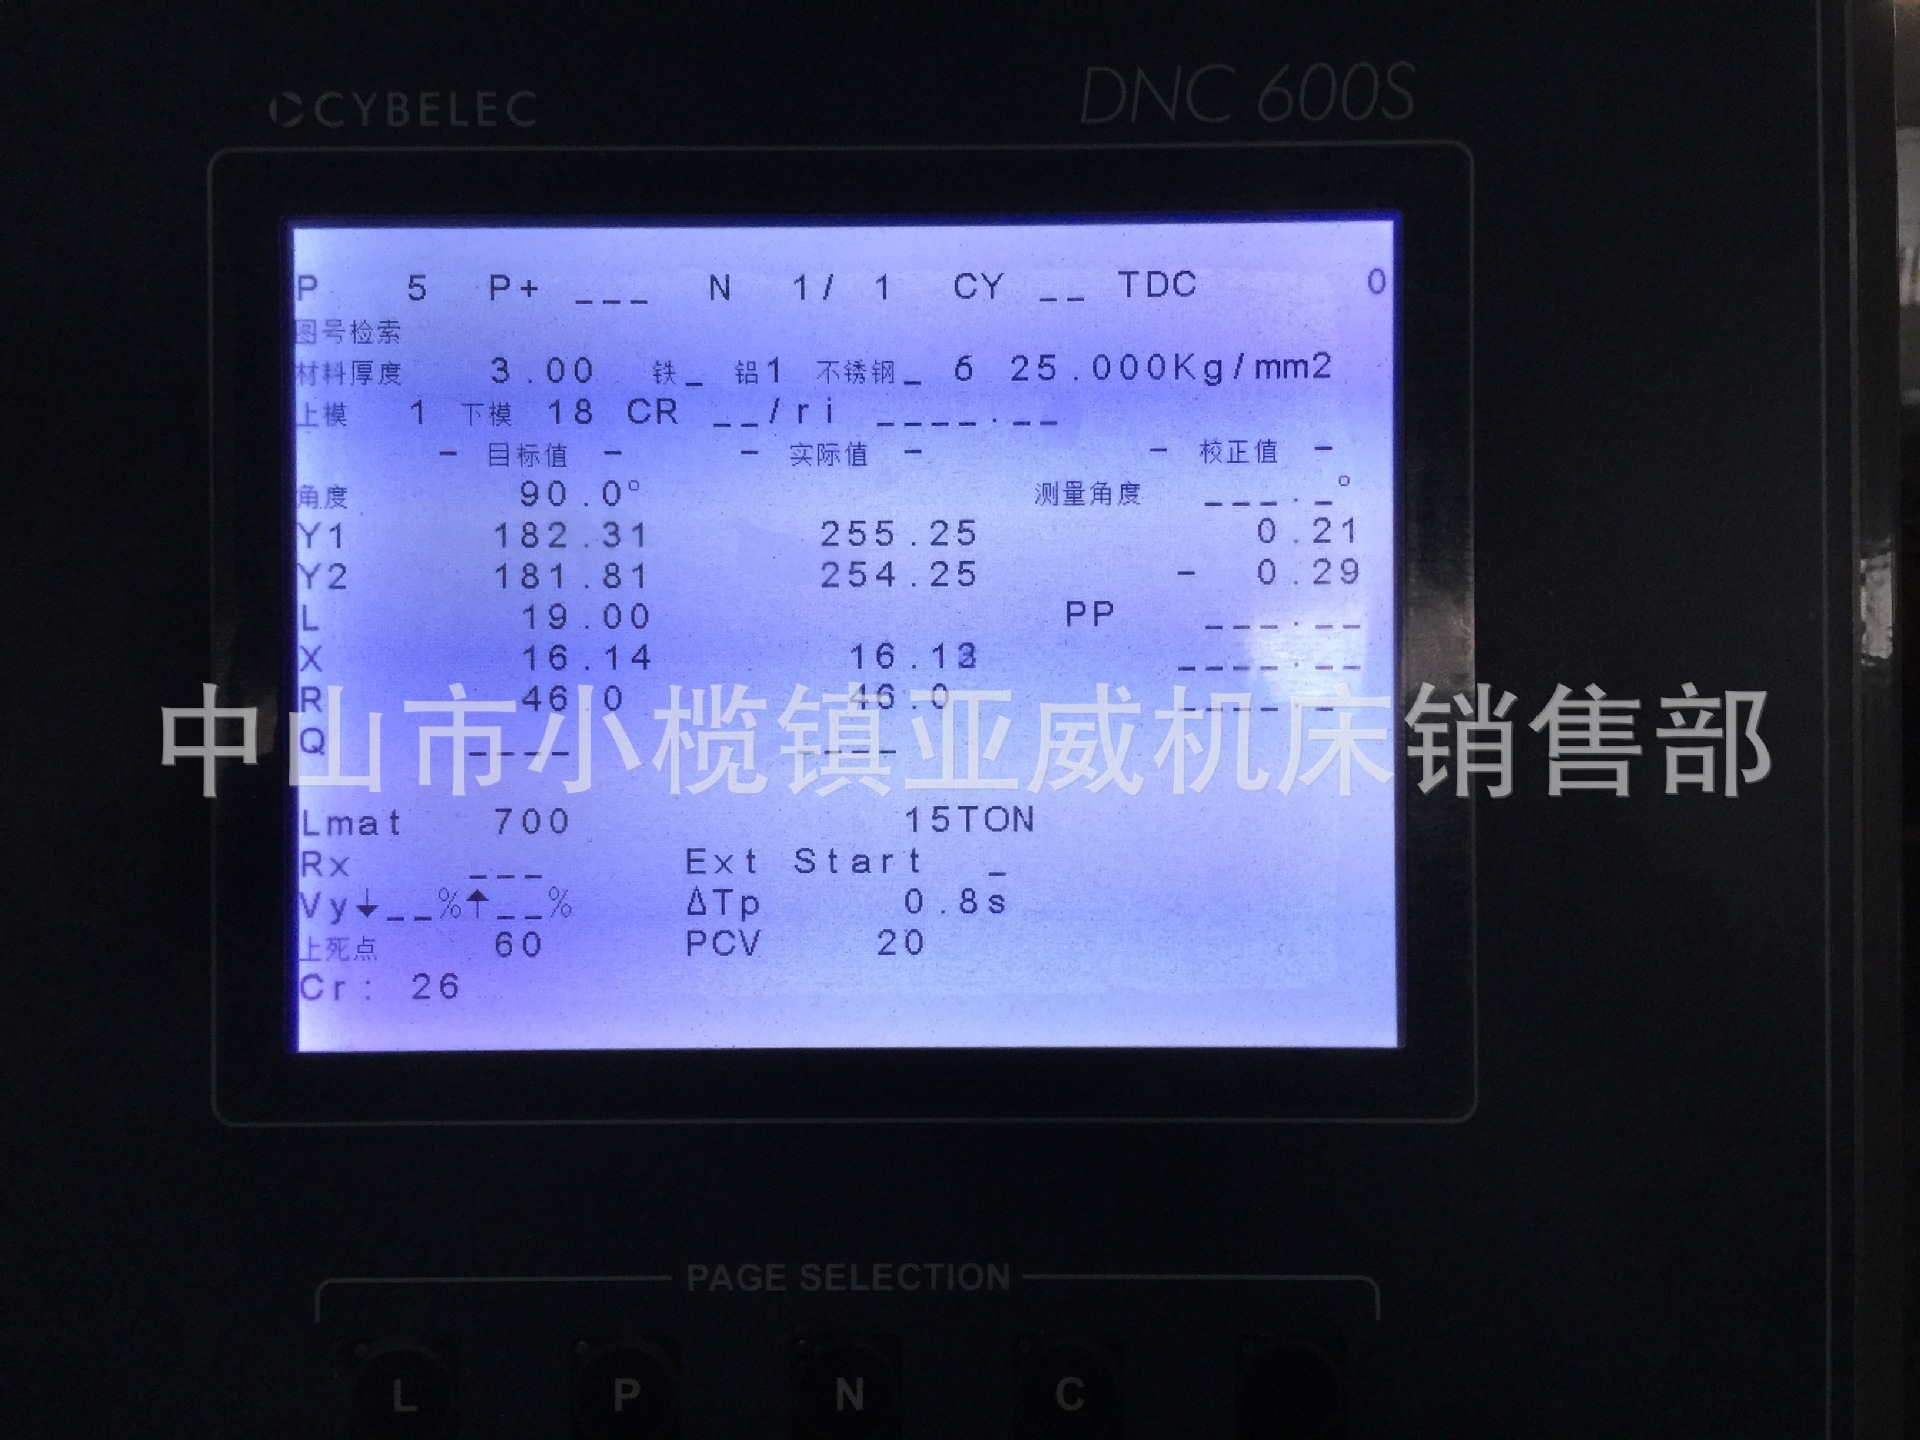 CYBELEC DNC 600S
P 5 P+ ___ N 1/ 1 CY __ TDC 0
图号检索
材料厚度 3.00 铁_ 铝1 不锈钢_ 6 25.000Kg/mm2
上模 1 下模 18 CR __/ri ____.__
- 目标值 - - 实际值 - - 校正值 -
角度 90.0° 测量角度 ___._°
Y1 182.31 255.25 0.21
Y2 181.81 254.25 - 0.29
L 19.00 PP ___.__
X 16.14 16.13 ____.__
R 46.0 46.0 ____._
Q ____ ____
中山市小榄镇亚威机床销售部
Lmat 700 15TON
Rx ___ Ext Start _
Vy↓__%↑__% ΔTp 0.8s
上死点 60 PCV 20
Cr: 26
PAGE SELECTION
L P N C